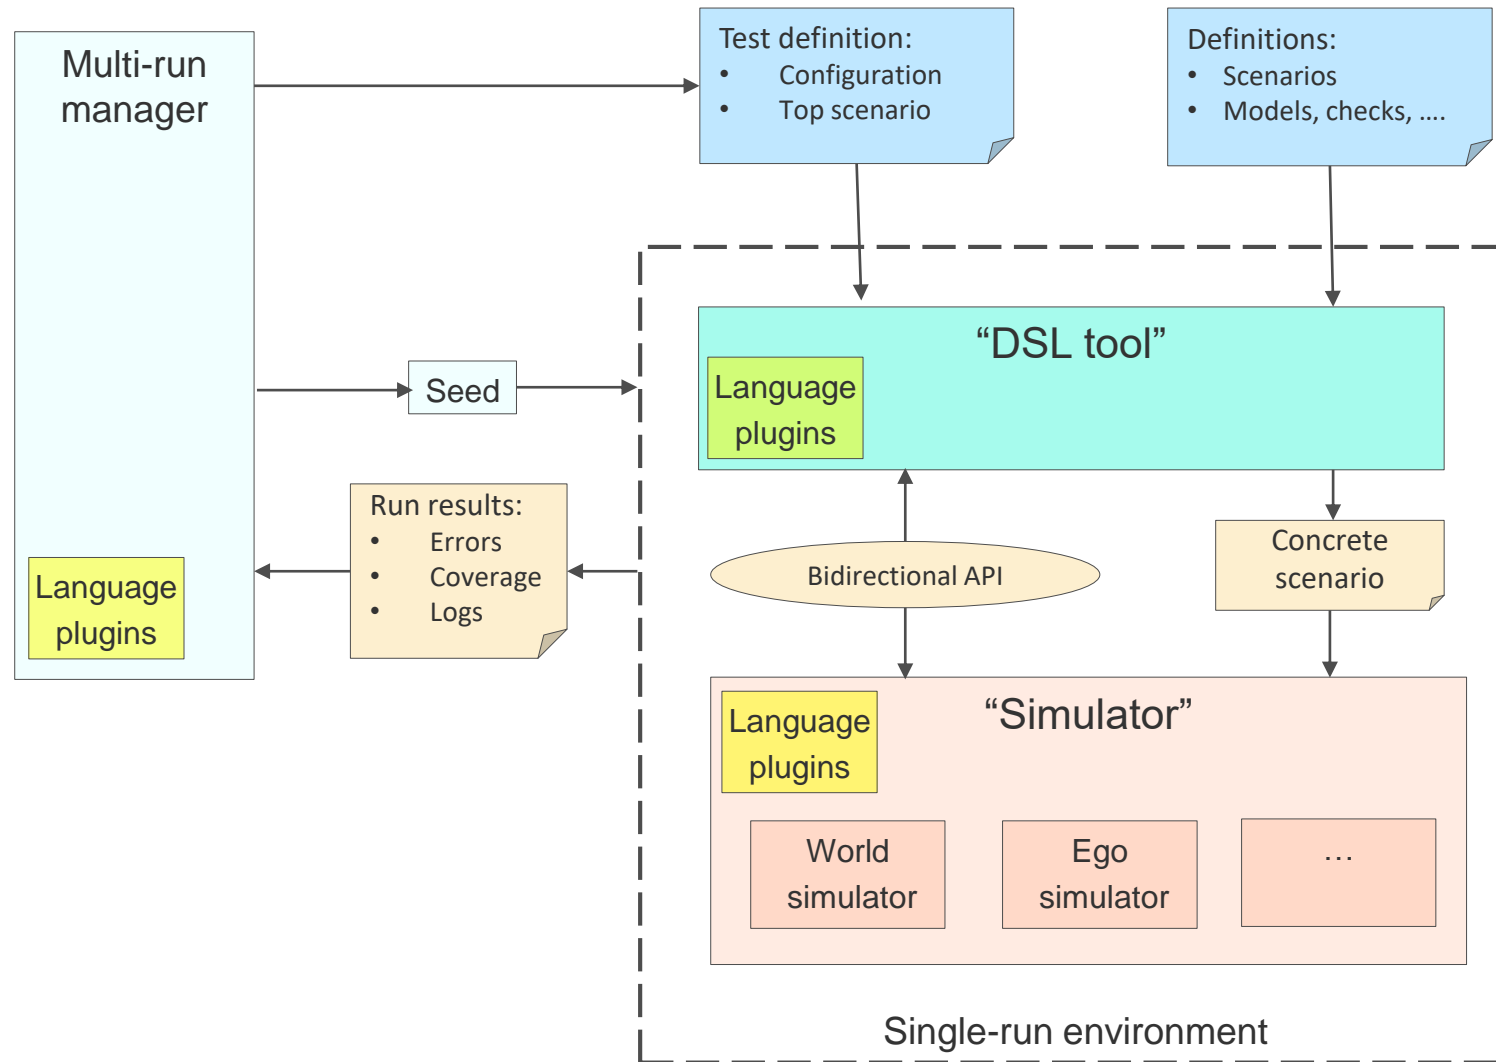 Multi-run
manager
Test definition:
• Configuration
• Top scenario
Definitions:
• Scenarios
• Models, checks, ….
“DSL tool”
Language
plugins
Seed
Run results:
• Errors
• Coverage
• Logs
Language
plugins
Bidirectional API
Concrete
scenario
“Simulator”
Language
plugins
World
simulator
Ego
simulator
…
Single-run environment